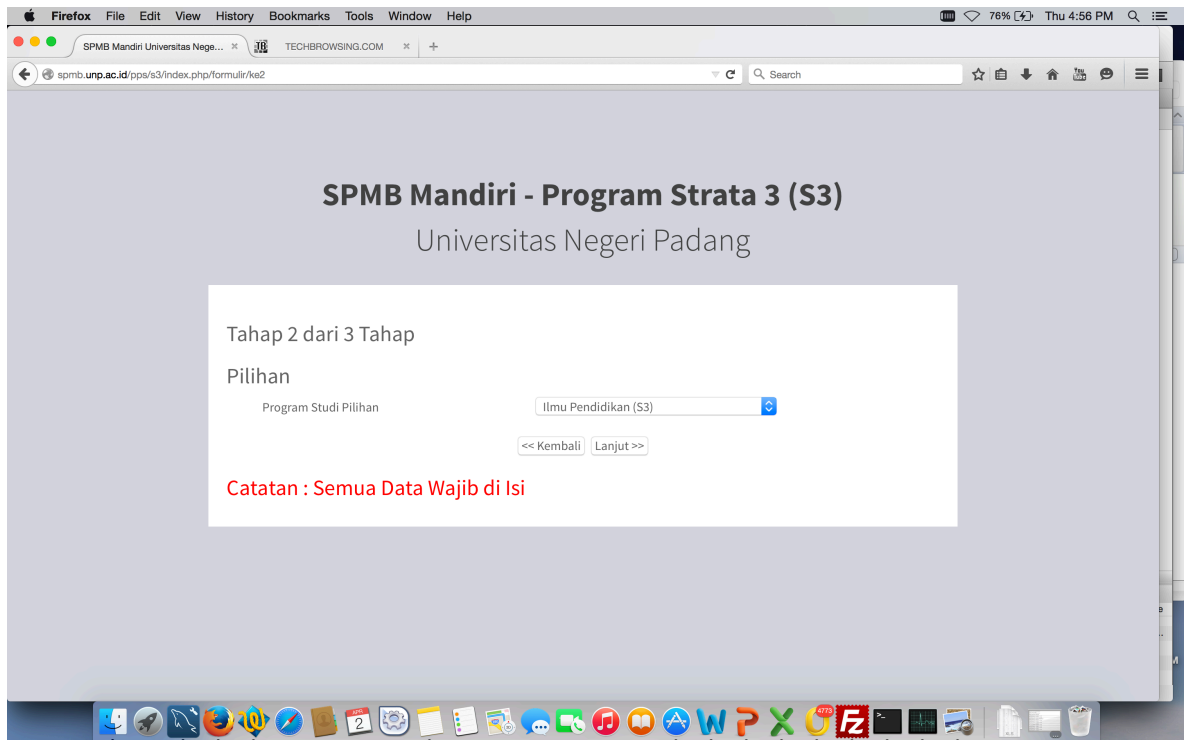 Firefox File Edit View History Bookmarks Tools Window Help 76% Thu 4:56 PM
SPMB Mandiri Universitas Nege... × TECHBROWSING.COM × +
spmb.unp.ac.id/pps/s3/index.php/formulir/ke2 Search
SPMB Mandiri - Program Strata 3 (S3)
Universitas Negeri Padang
Tahap 2 dari 3 Tahap
Pilihan
Program Studi Pilihan Ilmu Pendidikan (S3)
<< Kembali Lanjut >>
Catatan : Semua Data Wajib di Isi
APR
2
4773